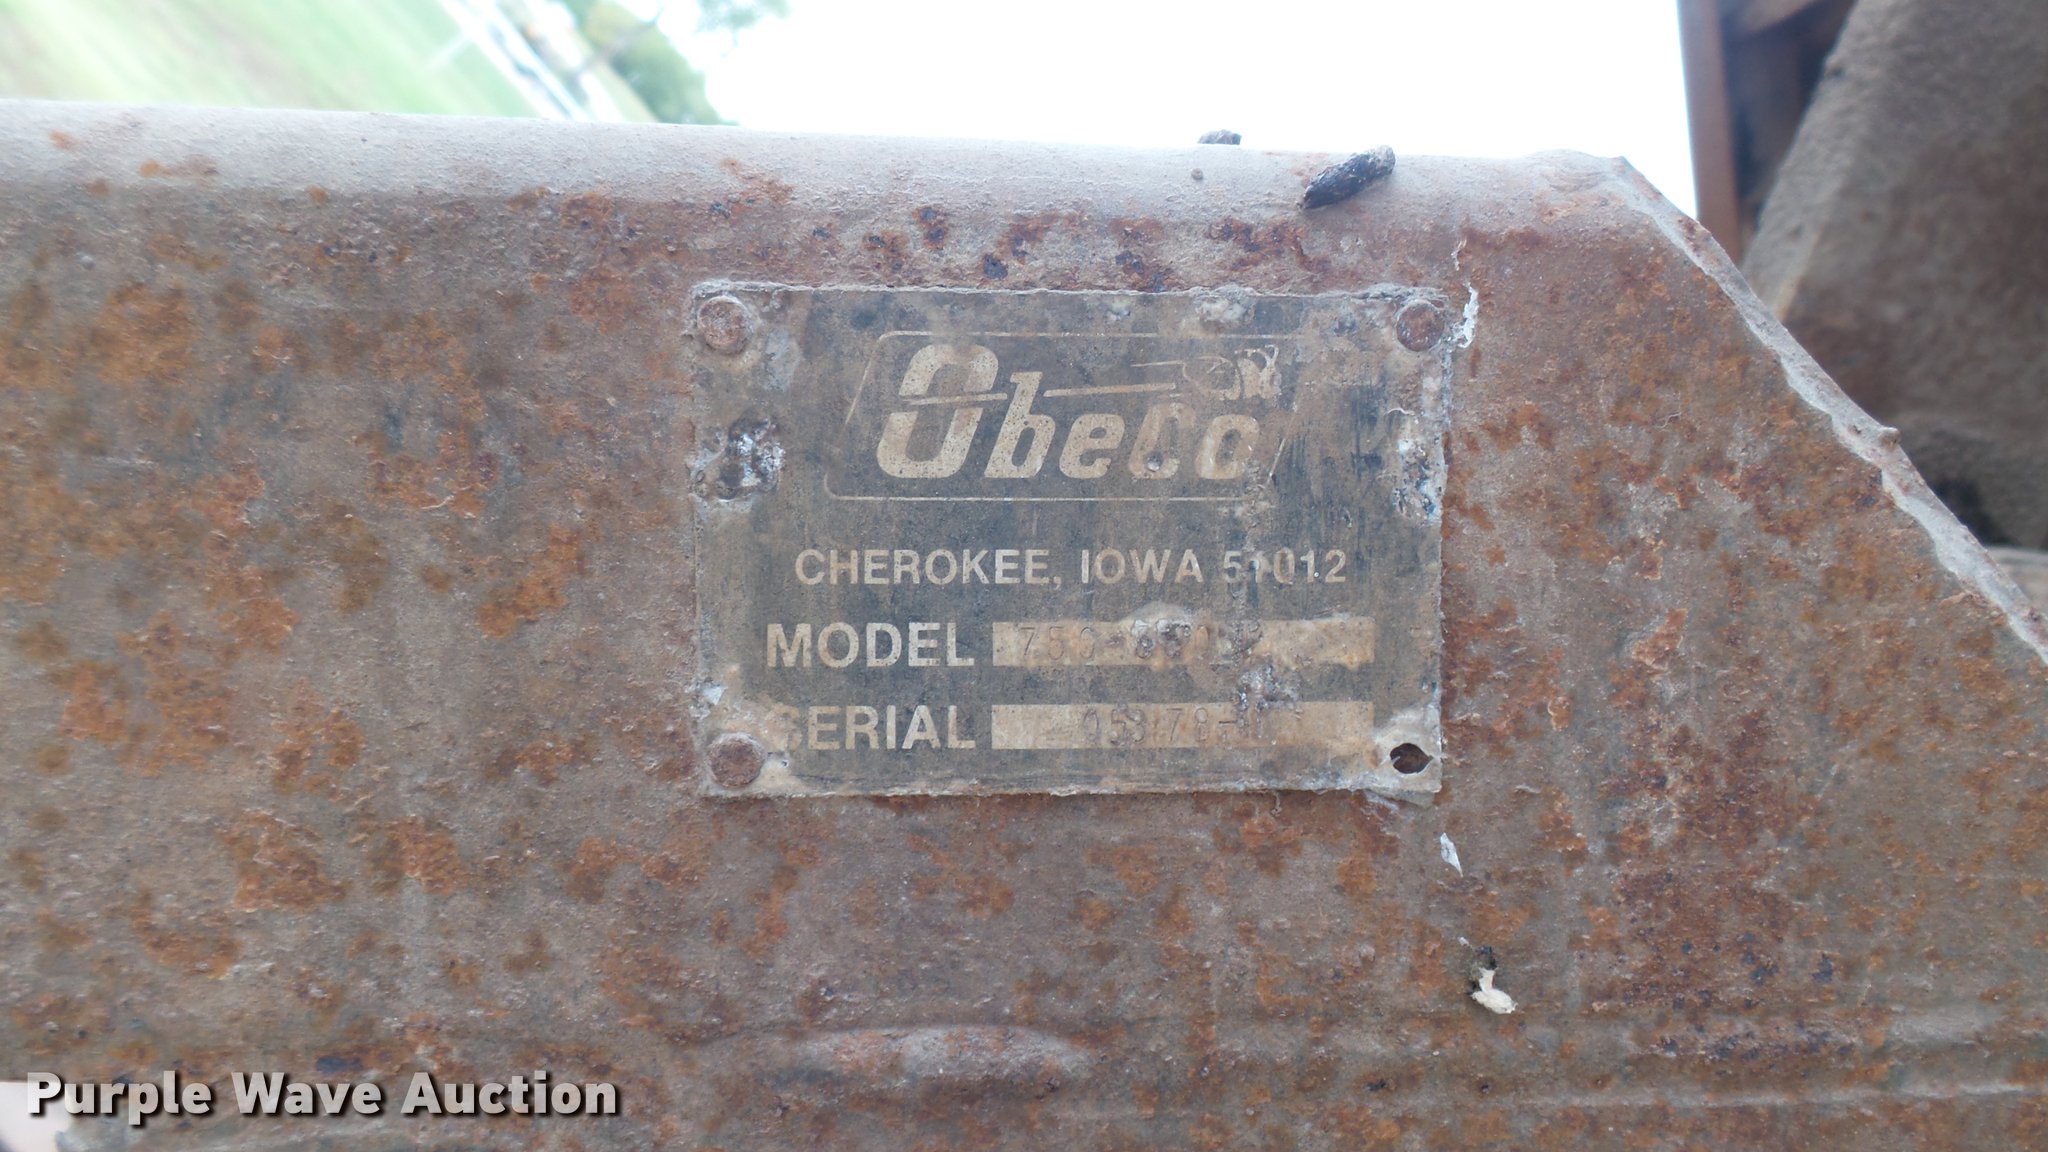 ObeCo
CHEROKEE, IOWA 51012
MODEL
SERIAL
Purple Wave Auction